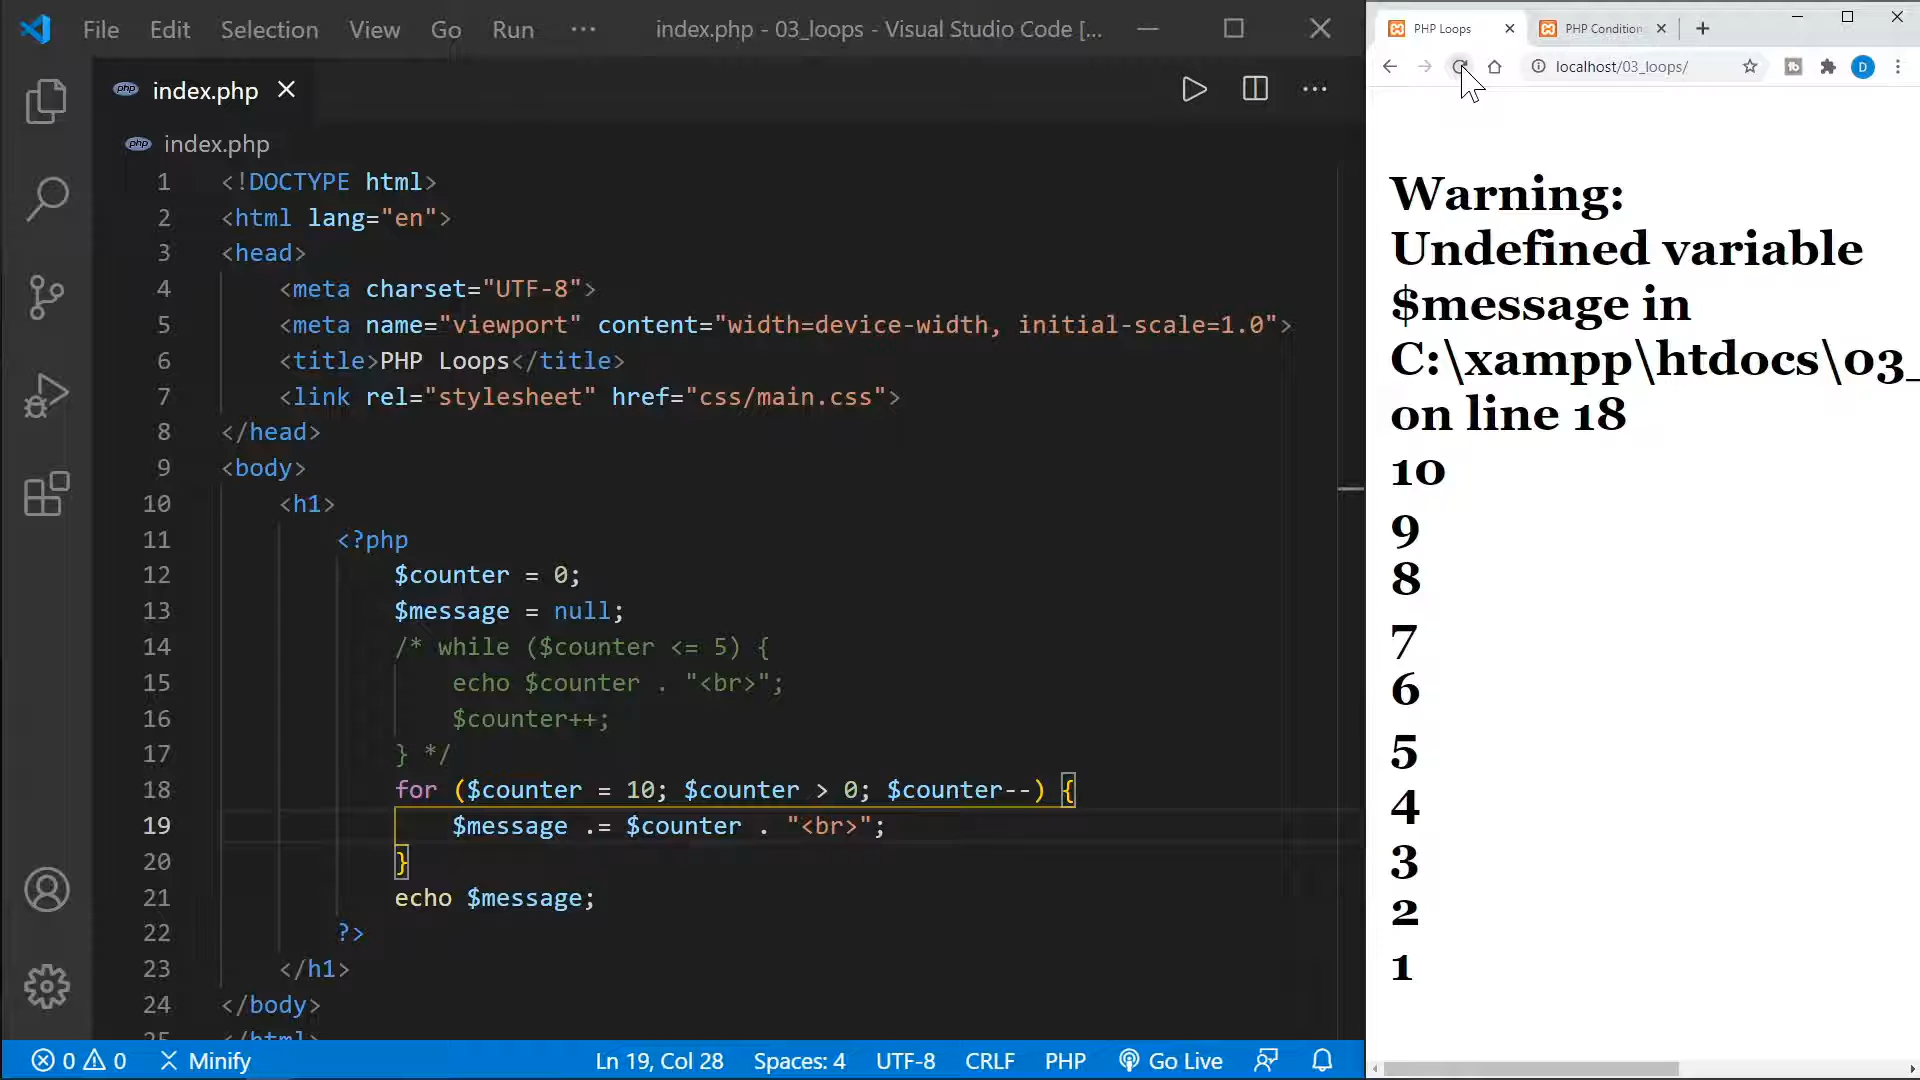 File Edit Selection View Go Run ··· index.php - 03_loops - Visual Studio Code [...
index.php
php index.php
1 <!DOCTYPE html>
2 <html lang="en">
3 <head>
4 <meta charset="UTF-8">
5 <meta name="viewport" content="width=device-width, initial-scale=1.0">
6 <title>PHP Loops</title>
7 <link rel="stylesheet" href="css/main.css">
8 </head>
9 <body>
10 <h1>
11 <?php
12 $counter = 0;
13 $message = null;
14 /* while ($counter <= 5) {
15 echo $counter . "<br>";
16 $counter++;
17 } */
18 for ($counter = 10; $counter > 0; $counter--) {
19 $message .= $counter . "<br>";
20 }
21 echo $message;
22 ?>
23 </h1>
24 </body>
25 </html>
0 0 Minify Ln 19, Col 28 Spaces: 4 UTF-8 CRLF PHP Go Live
PHP Loops PHP Condition
localhost/03_loops/ D
Warning:
Undefined variable
$message in
C:\xampp\htdocs\03_
on line 18
10
9
8
7
6
5
4
3
2
1